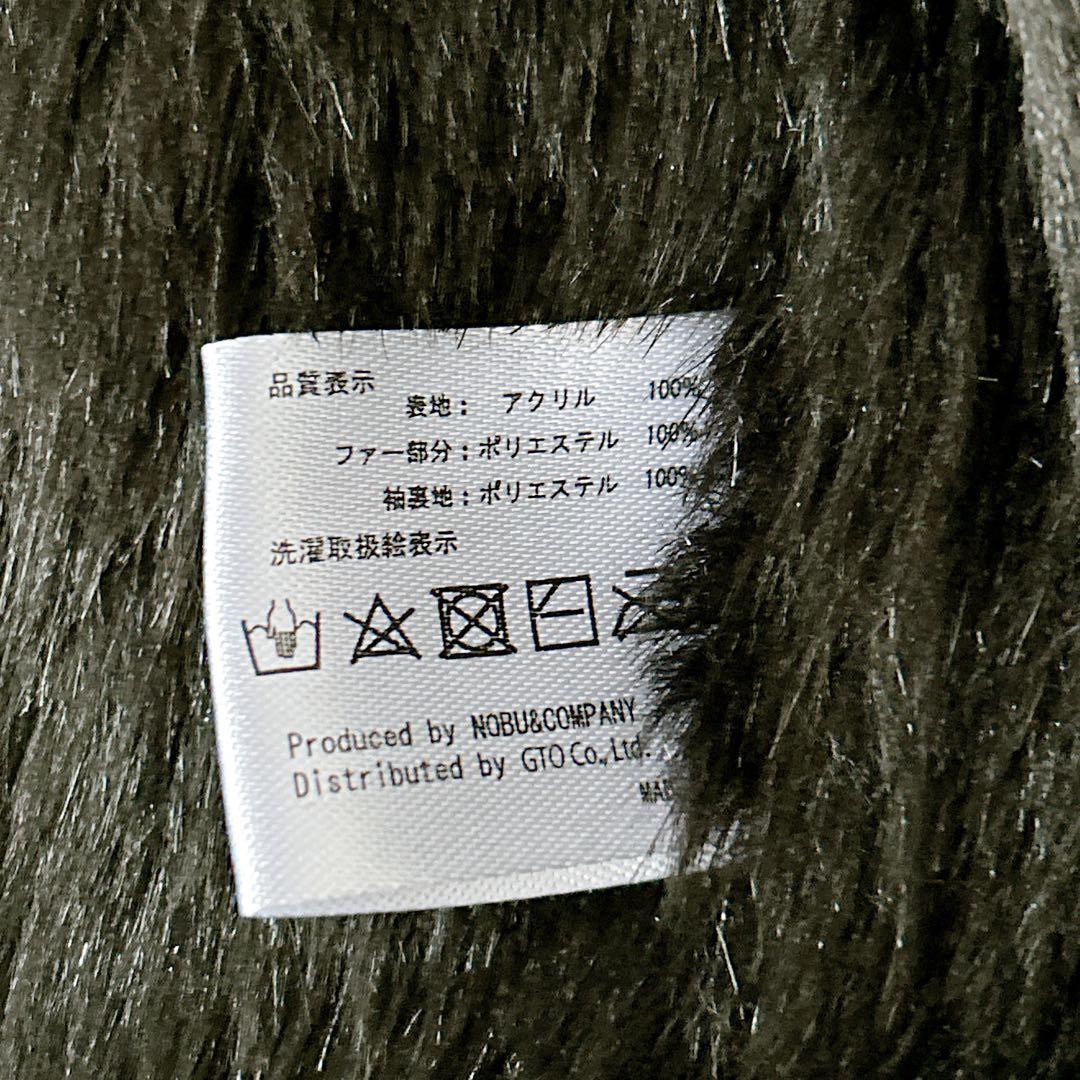 品質表示
表地： アクリル 100%
ファー部分：ポリエステル 100%
袖裏地：ポリエステル 100%
洗濯取扱絵表示
Produced by NOBU&COMPANY
Distributed by GTO Co.,Ltd.